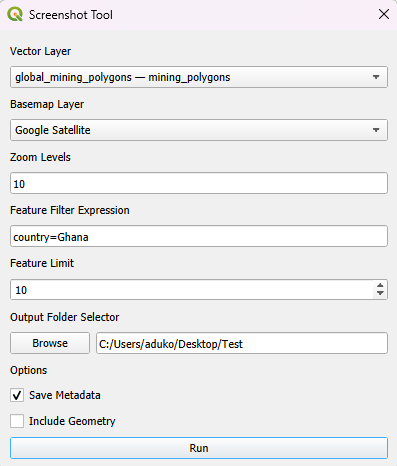 Screenshot Tool
Vector Layer
global_mining_polygons — mining_polygons
Basemap Layer
Google Satellite
Zoom Levels
10
Feature Filter Expression
country=Ghana
Feature Limit
10
Output Folder Selector
Browse C:/Users/aduko/Desktop/Test
Options
Save Metadata
Include Geometry
Run